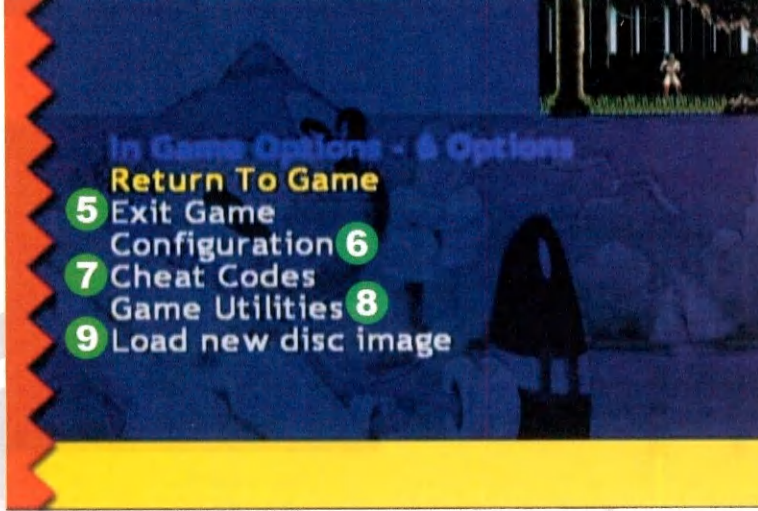 In Game Options - 6 Options
Return To Game
5 Exit Game
Configuration 6
7 Cheat Codes
Game Utilities 8
9 Load new disc image